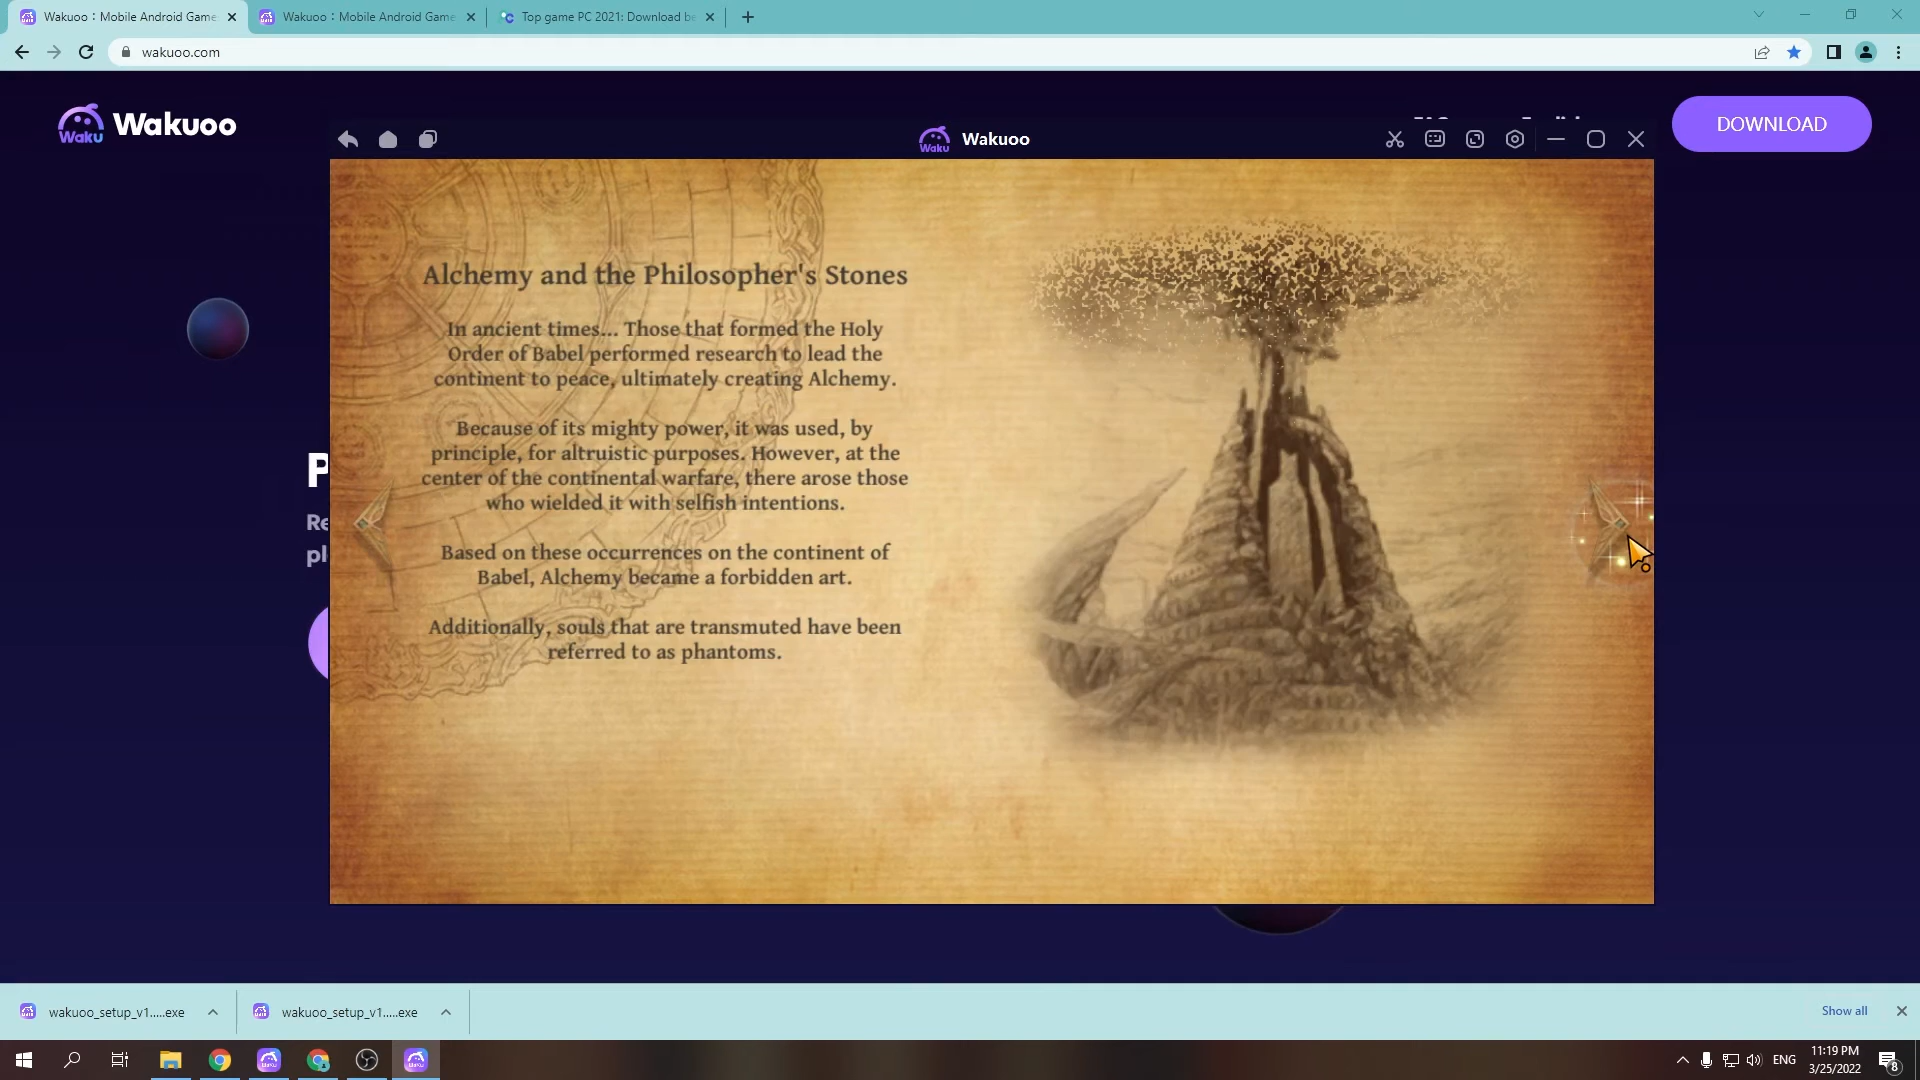 Wakuoo：Mobile Android Game
Wakuoo：Mobile Android Game
Top game PC 2021: Download be
wakuoo.com
Waku Wakuoo
DOWNLOAD
Waku Wakuoo
Alchemy and the Philosopher's Stones
In ancient times... Those that formed the Holy
Order of Babel performed research to lead the
continent to peace, ultimately creating Alchemy.
Because of its mighty power, it was used, by
principle, for altruistic purposes. However, at the
center of the continental warfare, there arose those
who wielded it with selfish intentions.
Based on these occurrences on the continent of
Babel, Alchemy became a forbidden art.
Additionally, souls that are transmuted have been
referred to as phantoms.
P
Re
pl
wakuoo_setup_v1.....exe
wakuoo_setup_v1.....exe
Show all
ENG
11:19 PM
3/25/2022
8